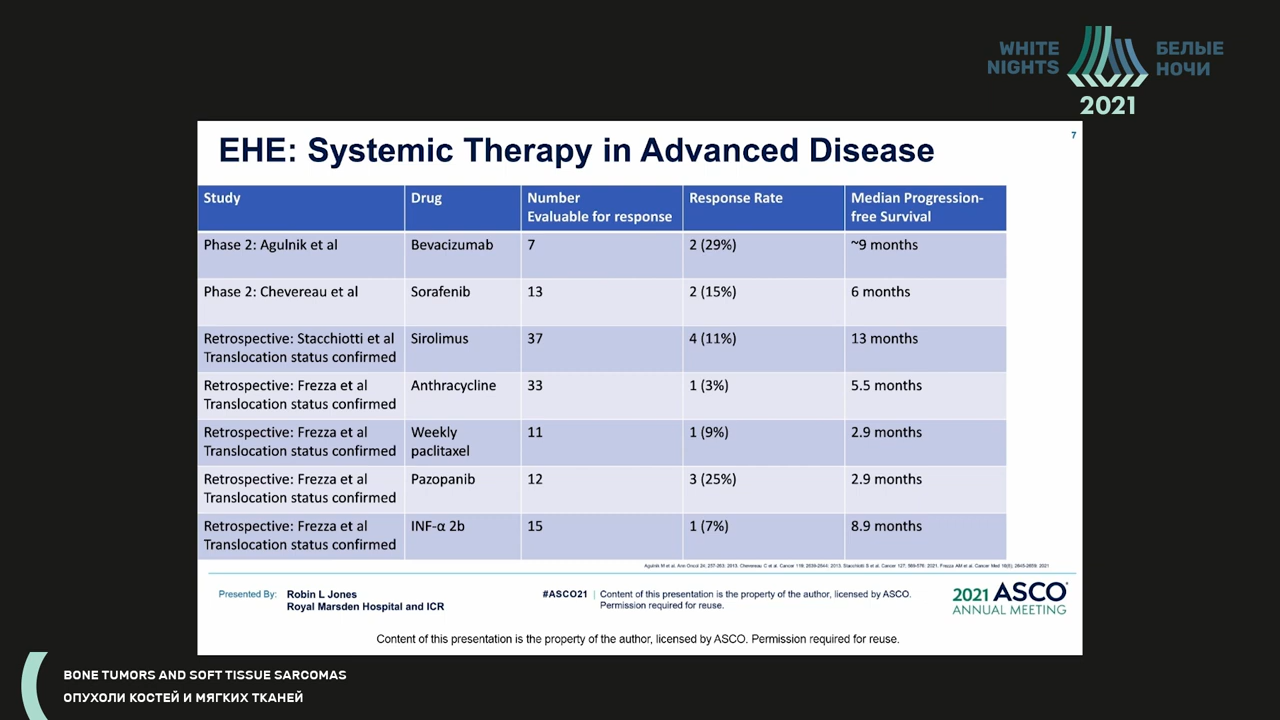 WHITE NIGHTS
БЕЛЫЕ НОЧИ
2021
7
EHE: Systemic Therapy in Advanced Disease
Study Drug Number Evaluable for response Response Rate Median Progression-free Survival
Phase 2: Agulnik et al Bevacizumab 7 2 (29%) ~9 months
Phase 2: Chevereau et al Sorafenib 13 2 (15%) 6 months
Retrospective: Stacchiotti et al Sirolimus 37 4 (11%) 13 months
Translocation status confirmed
Retrospective: Frezza et al Anthracycline 33 1 (3%) 5.5 months
Translocation status confirmed
Retrospective: Frezza et al Weekly paclitaxel 11 1 (9%) 2.9 months
Translocation status confirmed
Retrospective: Frezza et al Pazopanib 12 3 (25%) 2.9 months
Translocation status confirmed
Retrospective: Frezza et al INF-α 2b 15 1 (7%) 8.9 months
Translocation status confirmed
Presented By: Robin L Jones
Royal Marsden Hospital and ICR
#ASCO21
Content of this presentation is the property of the author, licensed by ASCO.
Permission required for reuse.
2021 ASCO
ANNUAL MEETING
Content of this presentation is the property of the author, licensed by ASCO. Permission required for reuse.
BONE TUMORS AND SOFT TISSUE SARCOMAS
ОПУХОЛИ КОСТЕЙ И МЯГКИХ ТКАНЕЙ